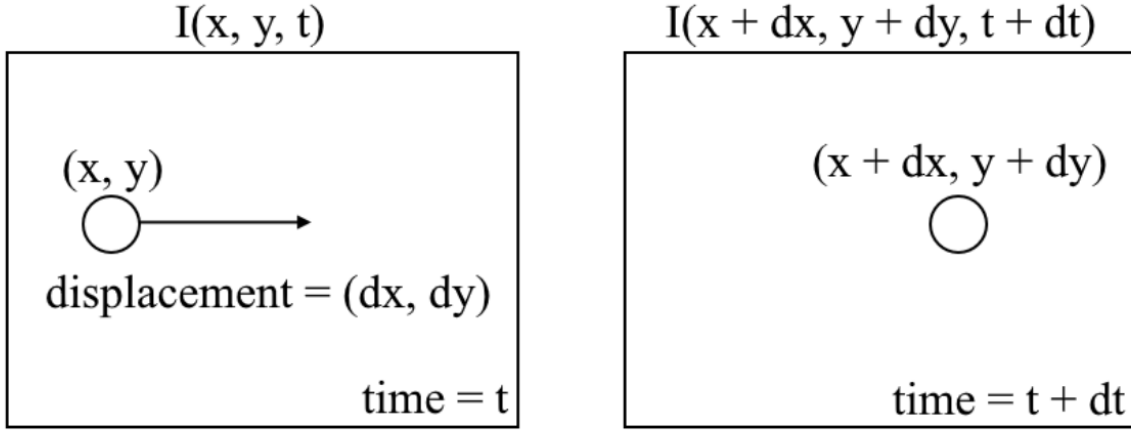 I(x, y, t)
(x, y)
displacement = (dx, dy)
time = t
I(x + dx, y + dy, t + dt)
(x + dx, y + dy)
time = t + dt